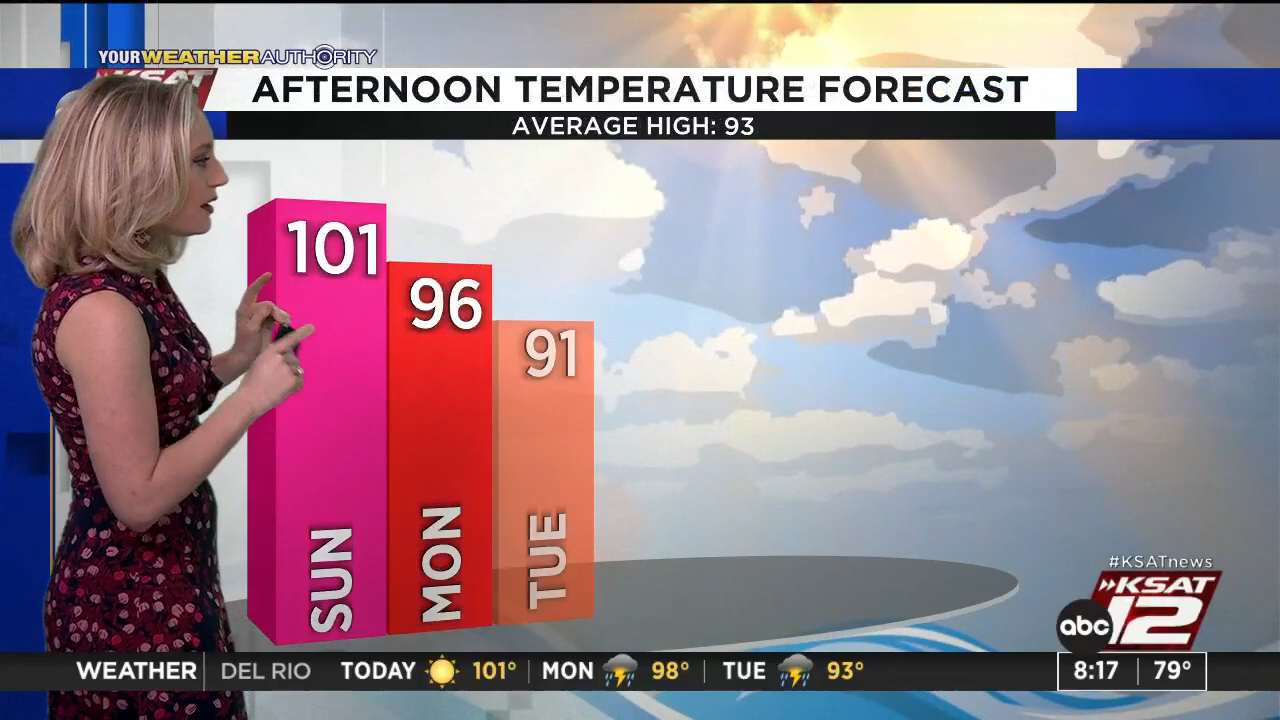 YOURWEATHERAUTHORITY
KSAT
AFTERNOON TEMPERATURE FORECAST
AVERAGE HIGH: 93
101
96
91
SUN
MON
TUE
#KSATnews
KSAT
abc 12
WEATHER DEL RIO TODAY 101° MON 98° TUE 93° 8:17 79°